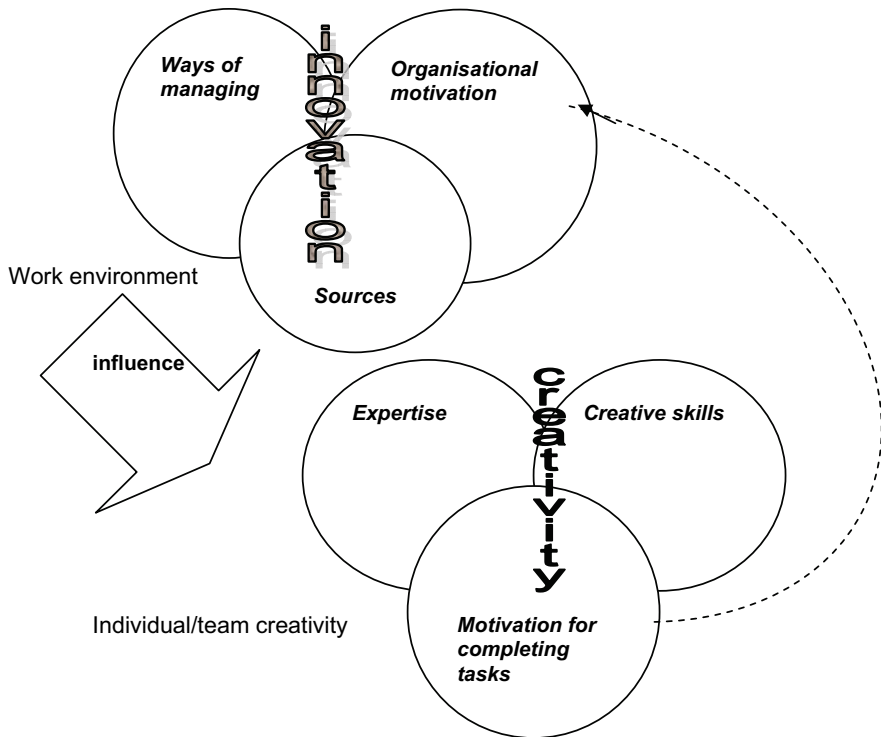 innovation
Ways of
managing
Organisational
motivation
Sources
Work environment
influence
creativity
Expertise
Creative skills
Individual/team creativity
Motivation for
completing
tasks